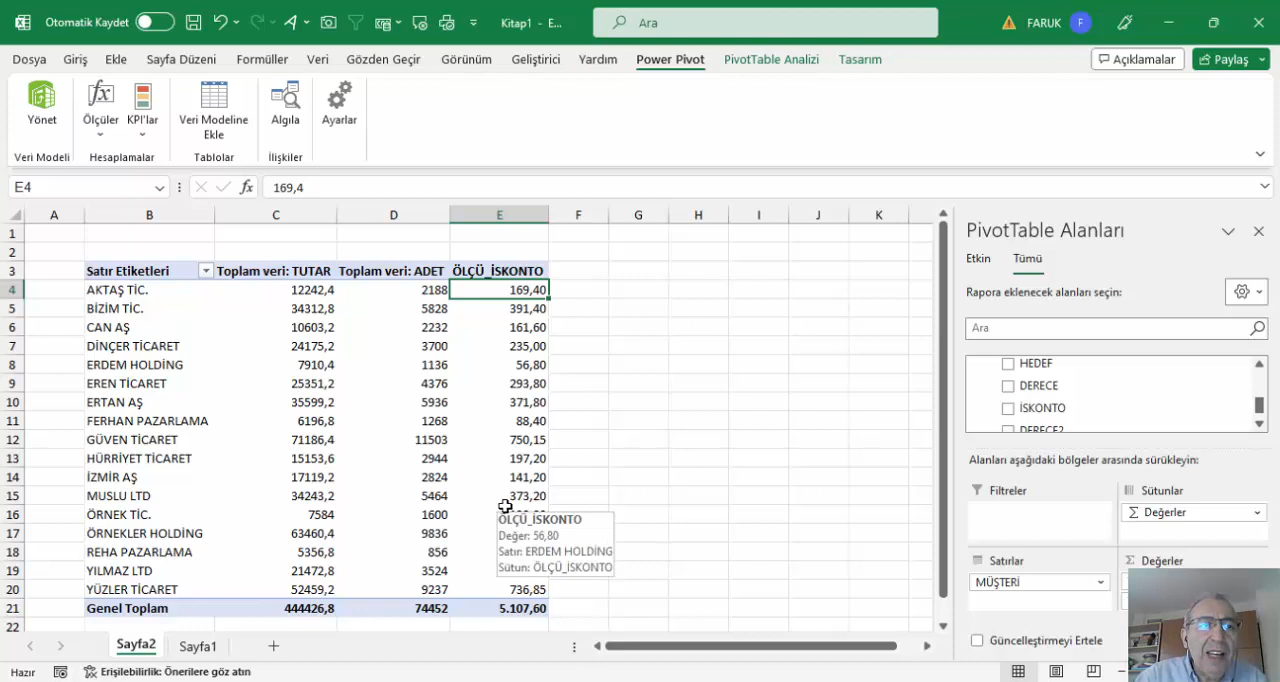 Otomatik Kaydet
Kitap1 - E...
Ara
FARUK
F
Dosya Giriş Ekle Sayfa Düzeni Formüller Veri Gözden Geçir Görünüm Geliştirici Yardım Power Pivot PivotTable Analizi Tasarım
Açıklamalar
Paylaş
Yönet
Ölçüler
KPI'lar
Veri Modeline
Ekle
Algıla
Ayarlar
Veri Modeli Hesaplamalar Tablolar İlişkiler
E4
fx
169,4
A B C D E F G H I J K
1
2
3 Satır Etiketleri Toplam veri: TUTAR Toplam veri: ADET ÖLÇÜ_İSKONTO
4 AKTAŞ TİC. 12242,4 2188 169,40
5 BİZİM TİC. 34312,8 5828 391,40
6 CAN AŞ 10603,2 2232 161,60
7 DİNÇER TİCARET 24175,2 3700 235,00
8 ERDEM HOLDİNG 7910,4 1136 56,80
9 EREN TİCARET 25351,2 4376 293,80
10 ERTAN AŞ 35599,2 5936 371,80
11 FERHAN PAZARLAMA 6196,8 1268 88,40
12 GÜVEN TİCARET 71186,4 11503 750,15
13 HÜRRİYET TİCARET 15153,6 2944 197,20
14 İZMİR AŞ 17119,2 2824 141,20
15 MUSLU LTD 34243,2 5464 373,20
16 ÖRNEK TİC. 7584 1600
17 ÖRNEKLER HOLDİNG 63460,4 9836
18 REHA PAZARLAMA 5356,8 856
19 YILMAZ LTD 21472,8 3524
20 YÜZLER TİCARET 52459,2 9237 736,85
21 Genel Toplam 444426,8 74452 5.107,60
22
ÖLÇÜ_İSKONTO
Değer: 56,80
Satır: ERDEM HOLDİNG
Sütun: ÖLÇÜ_İSKONTO
PivotTable Alanları
Etkin Tümü
Rapora eklenecek alanları seçin:
Ara
HEDEF
DERECE
İSKONTO
DERECE2
Alanları aşağıdaki bölgeler arasında sürükleyin:
Filtreler
Sütunlar
Σ Değerler
Satırlar
Σ Değerler
MÜŞTERİ
Güncelleştirmeyi Ertele
Sayfa2 Sayfa1
Hazır
Erişilebilirlik: Önerilere göz atın